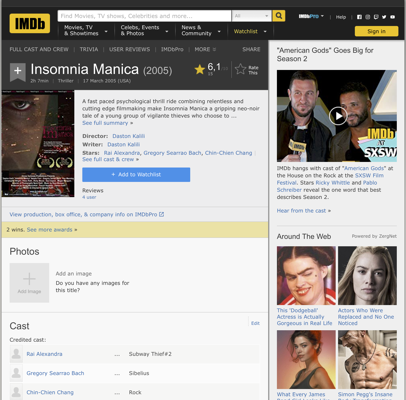 IMDb
Find Movies, TV shows, Celebrities and more...
All
IMDbPro
Help
Movies, TV & Showtimes
Celebs, Events & Photos
News & Community
Watchlist
Sign in
FULL CAST AND CREW | TRIVIA | USER REVIEWS | IMDbPro | MORE
SHARE
Insomnia Manica (2005)
6,1
Rate This
2h 7min | Thriller | 17 March 2005 (USA)
A fast paced psychological thrill ride combining relentless and
cutting edge filmmaking make Insomnia Manica a gripping neo-noir
tale of a young group of vigilante thieves who choose to ...
See full summary »
Director: Daston Kalili
Writer: Daston Kalili
Stars: Rai Alexandra, Gregory Searrao Bach, Chin-Chien Chang |
See full cast & crew »
+ Add to Watchlist
Reviews
4 user
View production, box office, & company info on IMDbPro
2 wins. See more awards »
Photos
Add Image
Add an image
Do you have any images for
this title?
Cast
Edit
Credited cast:
Rai Alexandra ... Subway Thief#2
Gregory Searrao Bach ... Sibelius
Chin-Chien Chang ... Rock
"American Gods" Goes Big for
Season 2
IMDb
at
SXSW
IMDb hangs with cast of "American Gods" at
the House on the Rock at the SXSW Film
Festival. Stars Ricky Whittle and Pablo
Schreiber reveal the one word that best
describes Season 2.
Hear from the cast »
Around The Web
Powered by ZergNet
This 'Dodgeball'
Actress is Actually
Gorgeous in Real Life
Actors Who Were
Replaced and No One
Noticed
What Every James
Simon Pegg's Insane